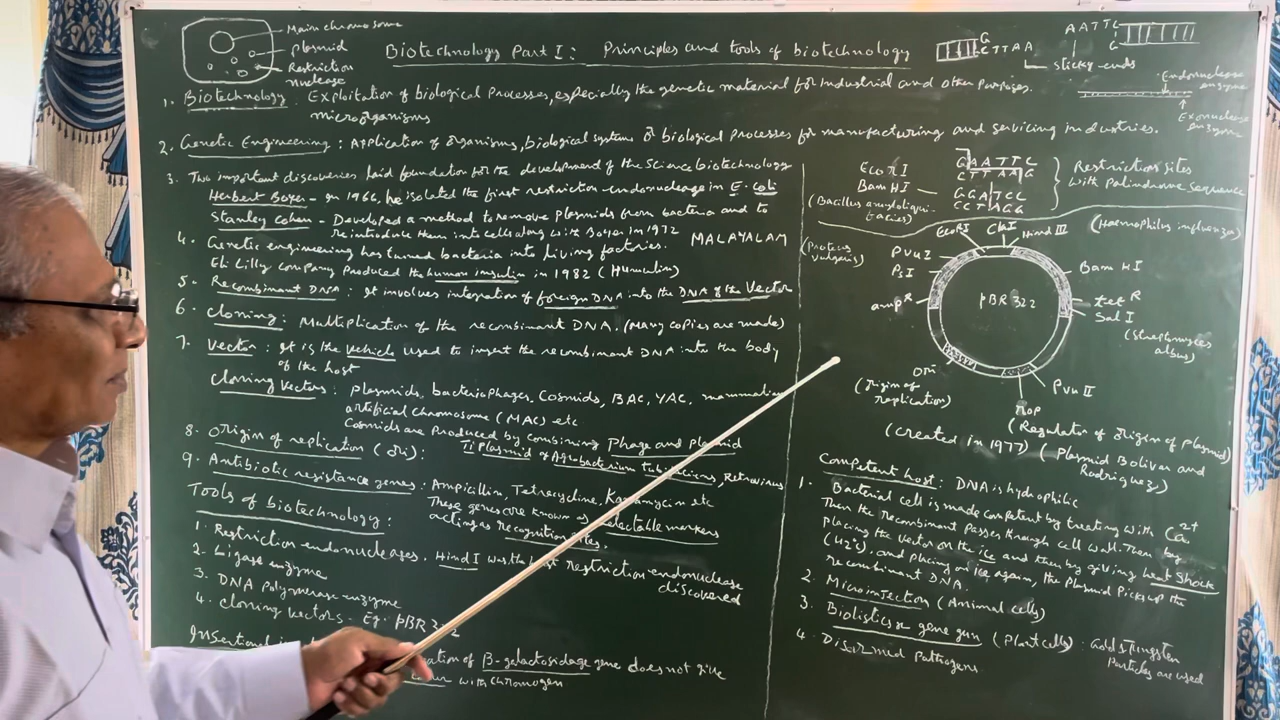 Main chromosome
Plasmid
Restriction
nuclease
Biotechnology Part I: Principles and tools of biotechnology
G
CTTAA
AATTC
G
sticky-ends
1. Biotechnology: Exploitation of biological processes, especially the genetic material for Industrial and other purposes.
microorganisms
Endonuclease
enzyme
Exonuclease
enzyme
2. Genetic Engineering: Application of organisms, biological systems or biological processes for manufacturing and servicing industries.
3. Two important discoveries laid foundation for the development of the science biotechnology
Herbert Boyer - In 1966, he isolated the first restriction-endonuclease in E.coli
Stanley Cohen - Developed a method to remove plasmids from bacteria and to
reintroduce them into cells along with Boyer in 1972
4. Genetic engineering has turned bacteria into living factories. MALAYALAM
Eli Lilly company produced the human insulin in 1982 (Humulin)
5. Recombinant DNA: It involves integration of foreign DNA into the DNA of the vector
6. Cloning: Multiplication of the recombinant DNA. (Many copies are made)
7. Vector: It is the vehicle used to insert the recombinant DNA into the body
of the host
Cloning vectors: Plasmids, bacteriophages, Cosmids, BAC, YAC, mammalian
artificial chromosome (MAC) etc
Cosmids are produced by combining Phage and plasmid
8. Origin of replication (Ori): Ti Plasmid of Agrobacterium tumefaciens, Retrovirus
9. Antibiotic resistance genes: Ampicillin, Tetracycline, Kanamycin etc
These genes are known as selectable markers
acting as recognition sites.
Tools of biotechnology:
1. Restriction endonucleases. Hind I was the first restriction endonuclease
discovered
2. Ligase enzyme
3. DNA Polymerase enzyme
4. Cloning vectors - Eg. pBR 322
Insertional
of β-galactosidase gene does not give
colour with chromogen
EcoRI
GAATTC
CTTAAG
BamHI
GGATCC
CCTAGG
(Bacillus amyloliqui-
facies)
Restriction sites
with palindrome sequence
(Proteus
vulgaris)
EcoRI
ClaI
Hind III
(Haemophilus influenza)
PvuI
PsI
amp R
BamHI
tet R
Sal I
(Streptomyces
albus)
pBR 322
Ori
(Origin of
replication)
Pvu II
rop
(Regulator of origin of plasmid)
(Created in 1977) (Plasmid Bolivar and
Rodriguez)
Competent host: DNA is hydrophilic
1. Bacterial cell is made competent by treating with Ca2+
Then the recombinant passes through cell wall. Then by
placing the vector on the ice and then by giving heat shock
(42°c) and placing on ice again, the plasmid picks up the
recombinant DNA.
2. Microinjection (Animal cells)
3. Biolistics or gene gun (Plant cells): Gold & tungsten
particles are used
4. Disarmed Pathogens